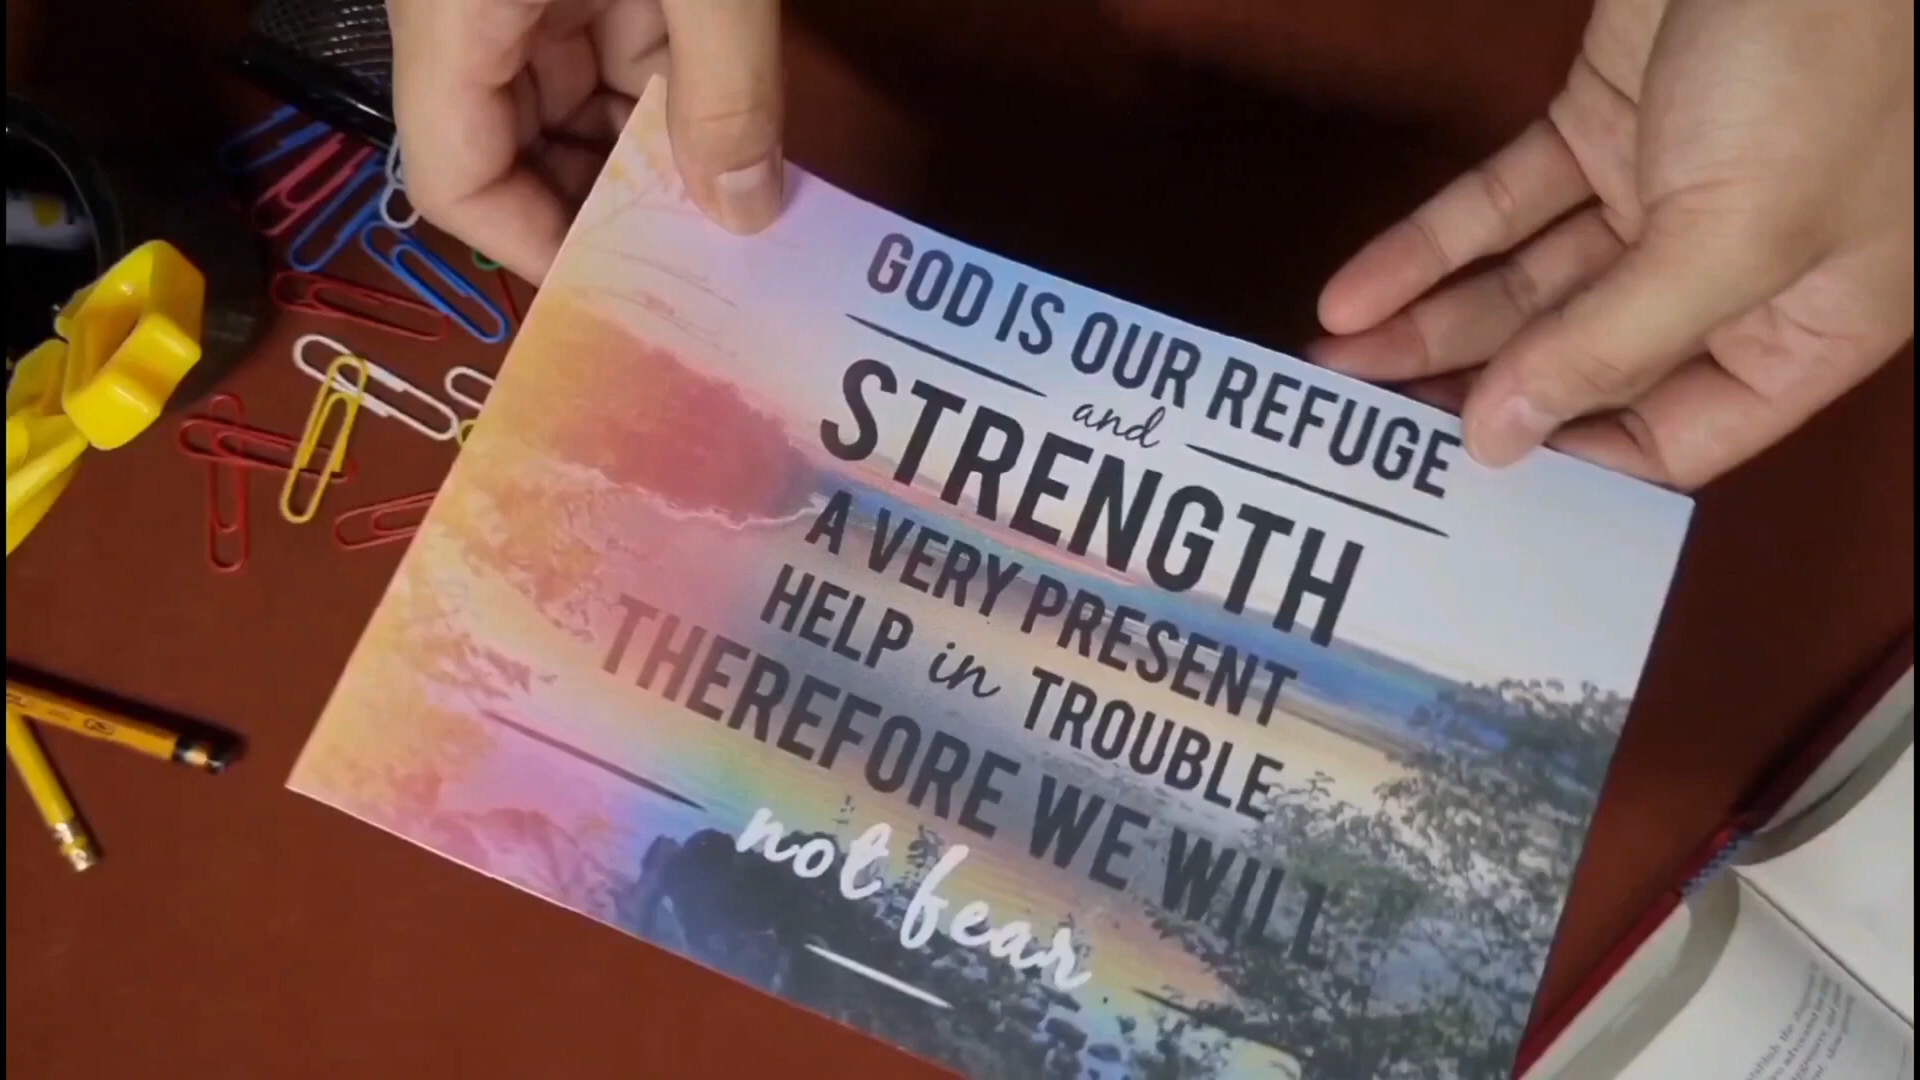 GOD IS OUR REFUGE
and
STRENGTH
A VERY PRESENT
HELP in TROUBLE
THEREFORE WE WILL
not fear